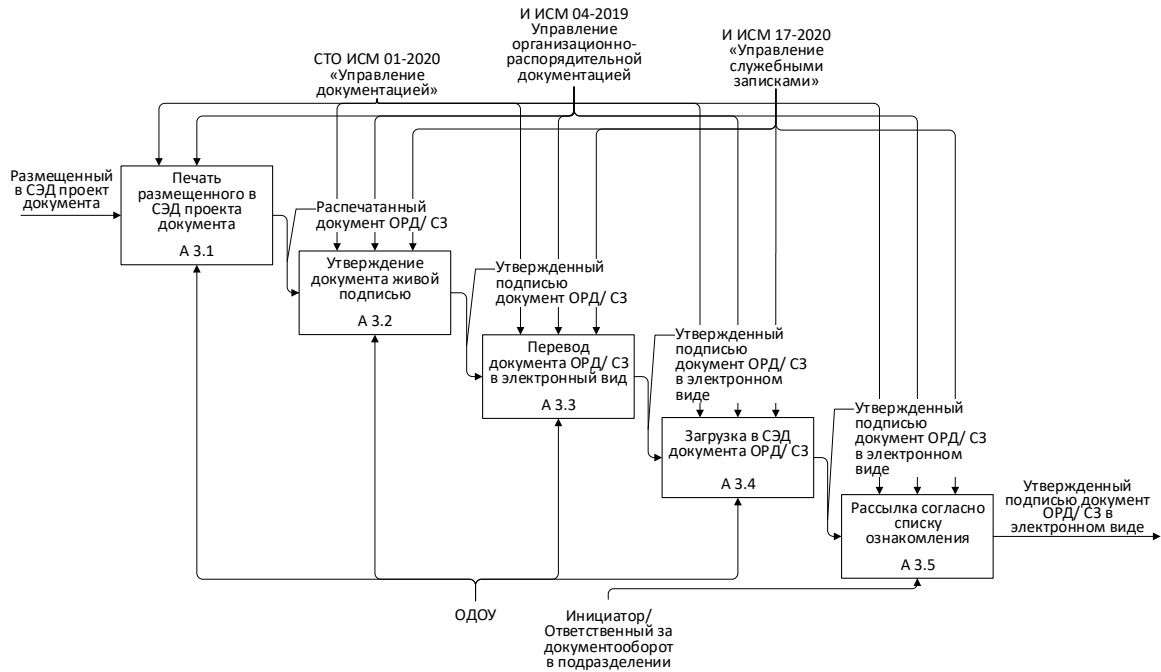 И ИСМ 04-2019
Управление
организационно-
распорядительной
документацией
И ИСМ 17-2020
«Управление
служебными
записками»
СТО ИСМ 01-2020
«Управление
документацией»
Размещенный
в СЭД проект
документа
Печать
размещенного в
СЭД проекта
документа
А 3.1
Распечатанный
документ ОРД/ СЗ
Утверждение
документа живой
подписью
А 3.2
Утвержденный
подписью
документ ОРД/ СЗ
Перевод
документа ОРД/ СЗ
в электронный вид
А 3.3
Утвержденный
подписью
документ ОРД/ СЗ
в электронном
виде
Загрузка в СЭД
документа ОРД/ СЗ
А 3.4
Утвержденный
подписью
документ ОРД/ СЗ
в электронном
виде
Рассылка согласно
списку
ознакомления
А 3.5
Утвержденный
подписью документ
ОРД/ СЗ в
электронном виде
ОДОУ
Инициатор/
Ответственный за
документооборот
в подразделении